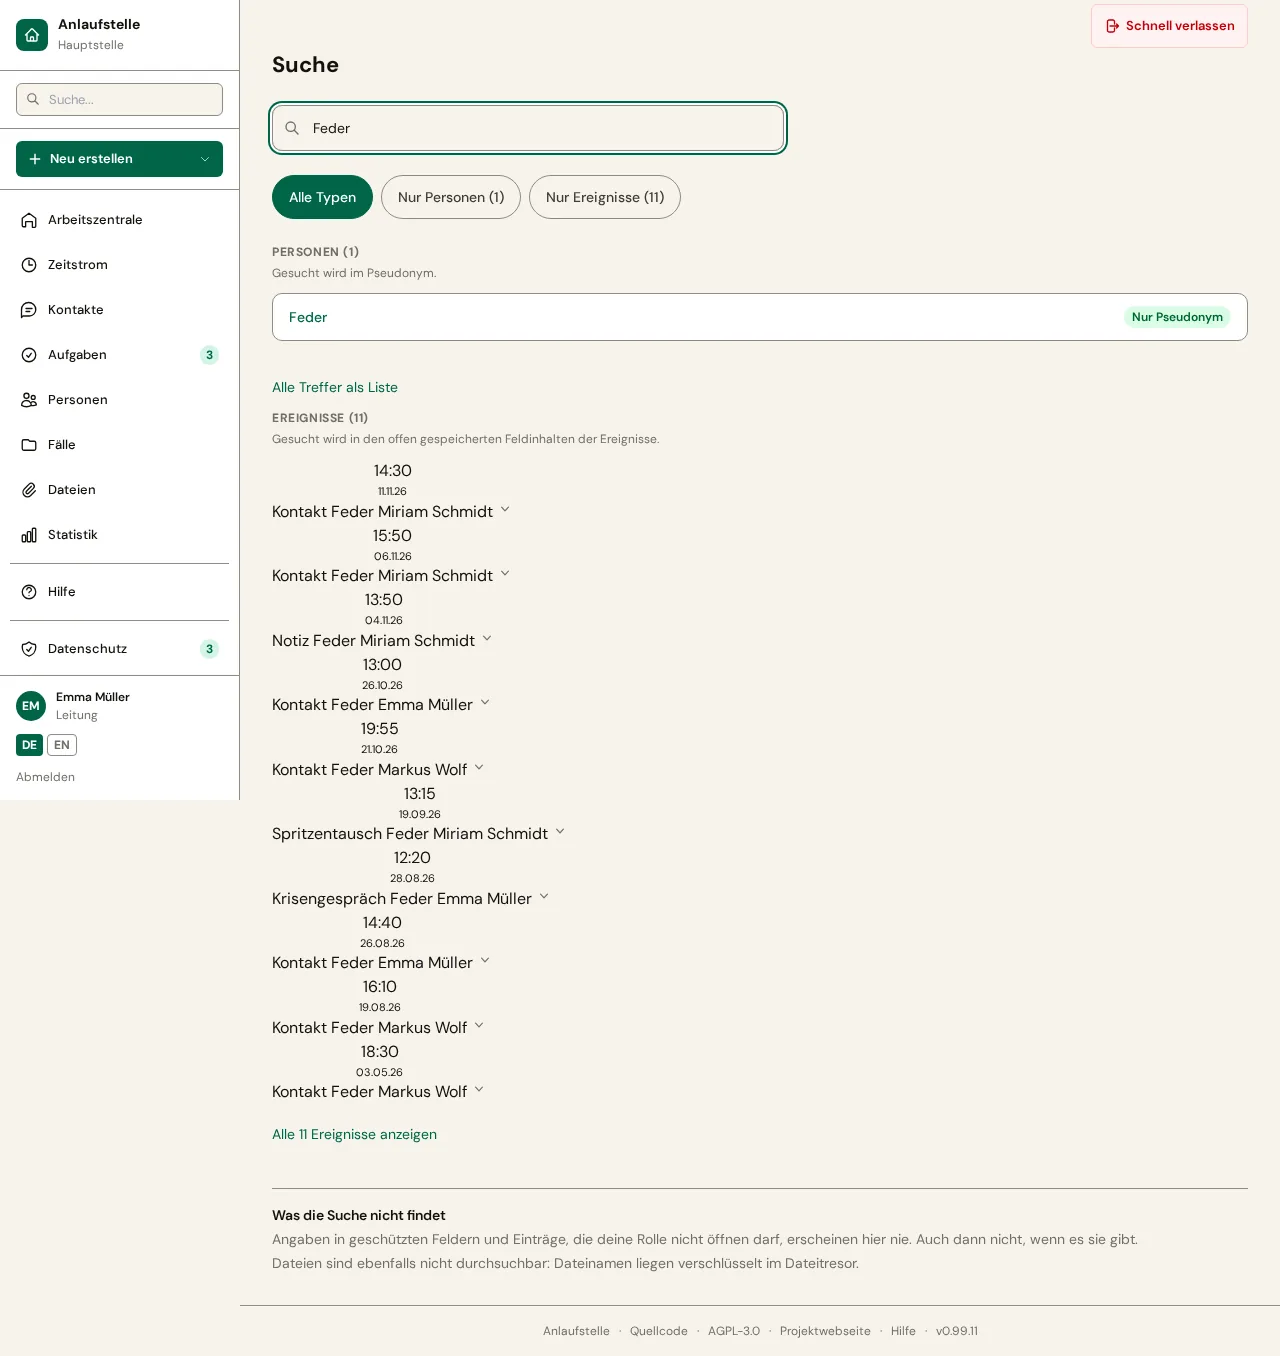 Anlaufstelle
Hauptstelle
Suche...
Neu erstellen
Arbeitszentrale
Zeitstrom
Kontakte
Aufgaben 3
Personen
Fälle
Dateien
Statistik
Hilfe
Datenschutz 3
EM Emma Müller
Leitung
DE EN
Abmelden
Schnell verlassen
Suche
Feder
Alle Typen Nur Personen (1) Nur Ereignisse (11)
PERSONEN (1)
Gesucht wird im Pseudonym.
Feder Nur Pseudonym
Alle Treffer als Liste
EREIGNISSE (11)
Gesucht wird in den offen gespeicherten Feldinhalten der Ereignisse.
14:30
11.11.26
Kontakt Feder Miriam Schmidt
15:50
06.11.26
Kontakt Feder Miriam Schmidt
13:50
04.11.26
Notiz Feder Miriam Schmidt
13:00
26.10.26
Kontakt Feder Emma Müller
19:55
21.10.26
Kontakt Feder Markus Wolf
13:15
19.09.26
Spritzentausch Feder Miriam Schmidt
12:20
28.08.26
Krisengespräch Feder Emma Müller
14:40
26.08.26
Kontakt Feder Emma Müller
16:10
19.08.26
Kontakt Feder Markus Wolf
18:30
03.05.26
Kontakt Feder Markus Wolf
Alle 11 Ereignisse anzeigen
Was die Suche nicht findet
Angaben in geschützten Feldern und Einträge, die deine Rolle nicht öffnen darf, erscheinen hier nie. Auch dann nicht, wenn es sie gibt.
Dateien sind ebenfalls nicht durchsuchbar: Dateinamen liegen verschlüsselt im Dateitresor.
Anlaufstelle · Quellcode · AGPL-3.0 · Projektwebseite · Hilfe · v0.99.11